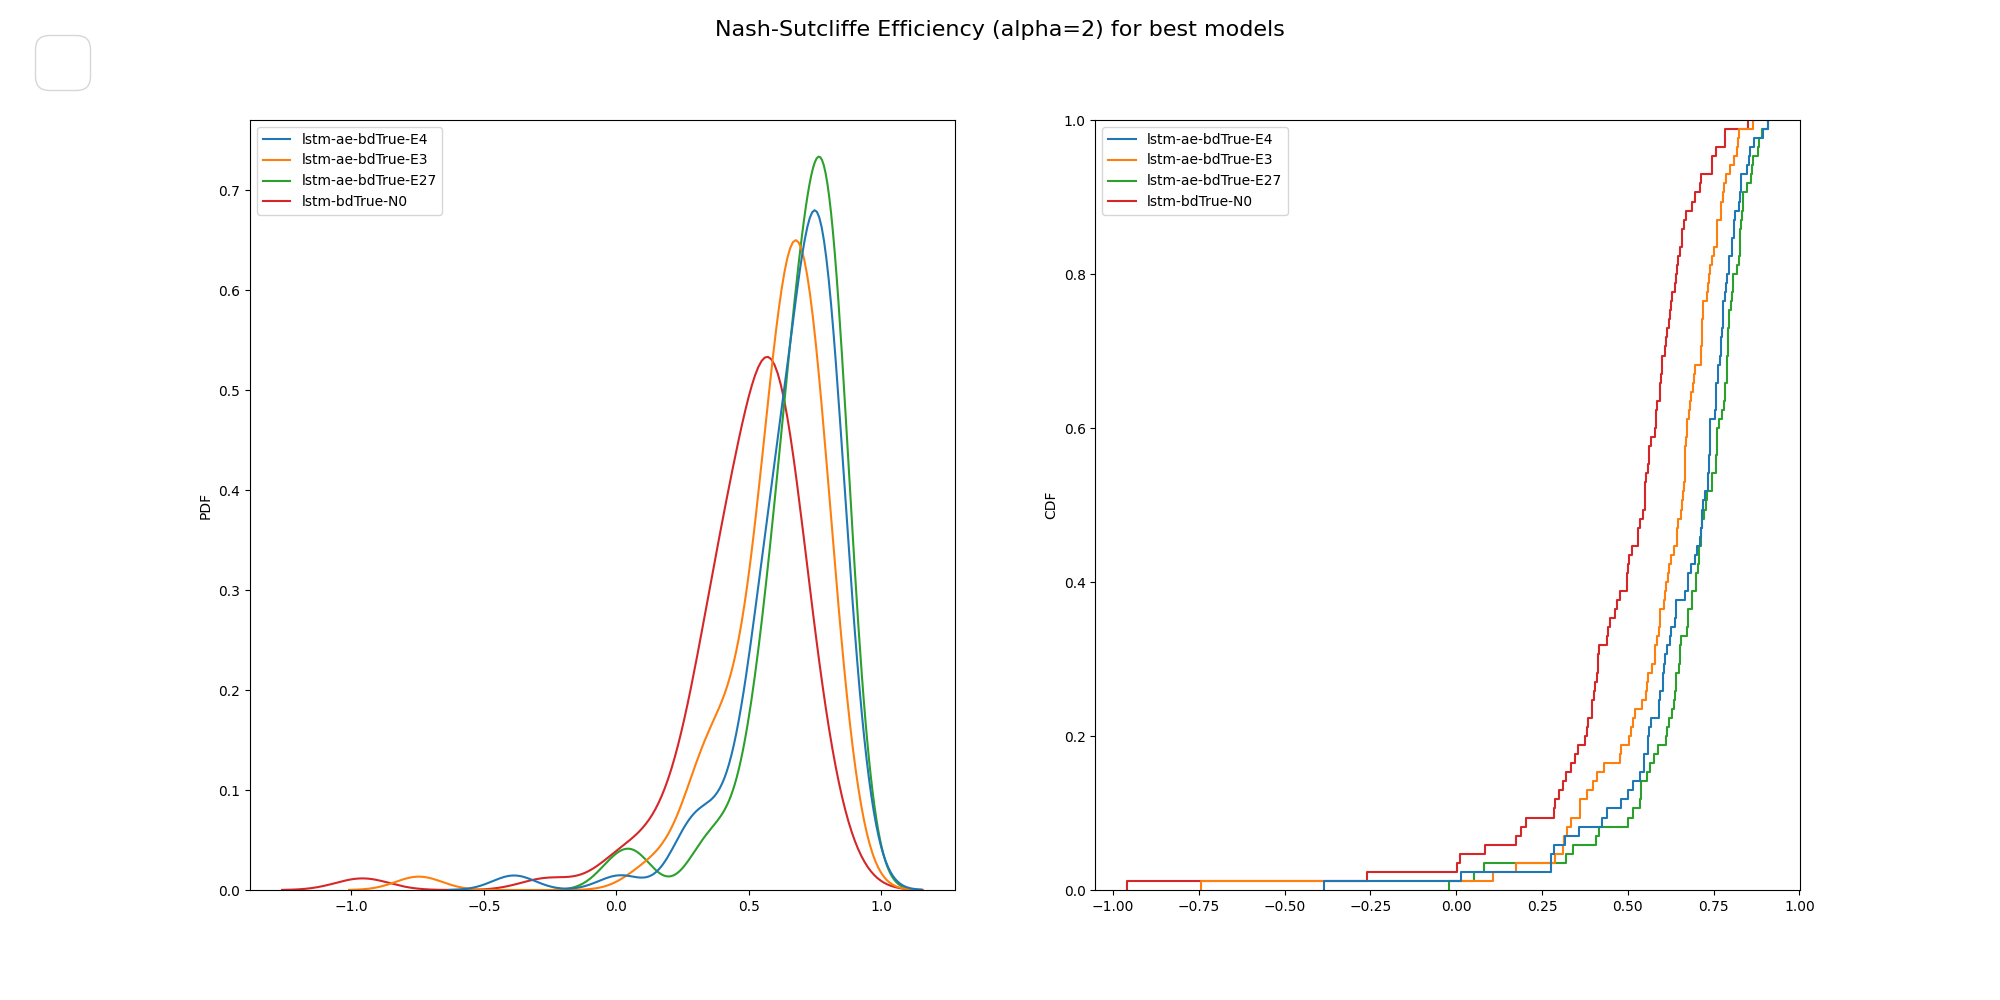 Nash-Sutcliffe Efficiency (alpha=2) for best models
lstm-ae-bdTrue-E4
lstm-ae-bdTrue-E3
lstm-ae-bdTrue-E27
lstm-bdTrue-N0
PDF
0.7
0.6
0.5
0.4
0.3
0.2
0.1
0.0
−1.0 −0.5 0.0 0.5 1.0
lstm-ae-bdTrue-E4
lstm-ae-bdTrue-E3
lstm-ae-bdTrue-E27
lstm-bdTrue-N0
CDF
1.0
0.8
0.6
0.4
0.2
0.0
−1.00 −0.75 −0.50 −0.25 0.00 0.25 0.50 0.75 1.00